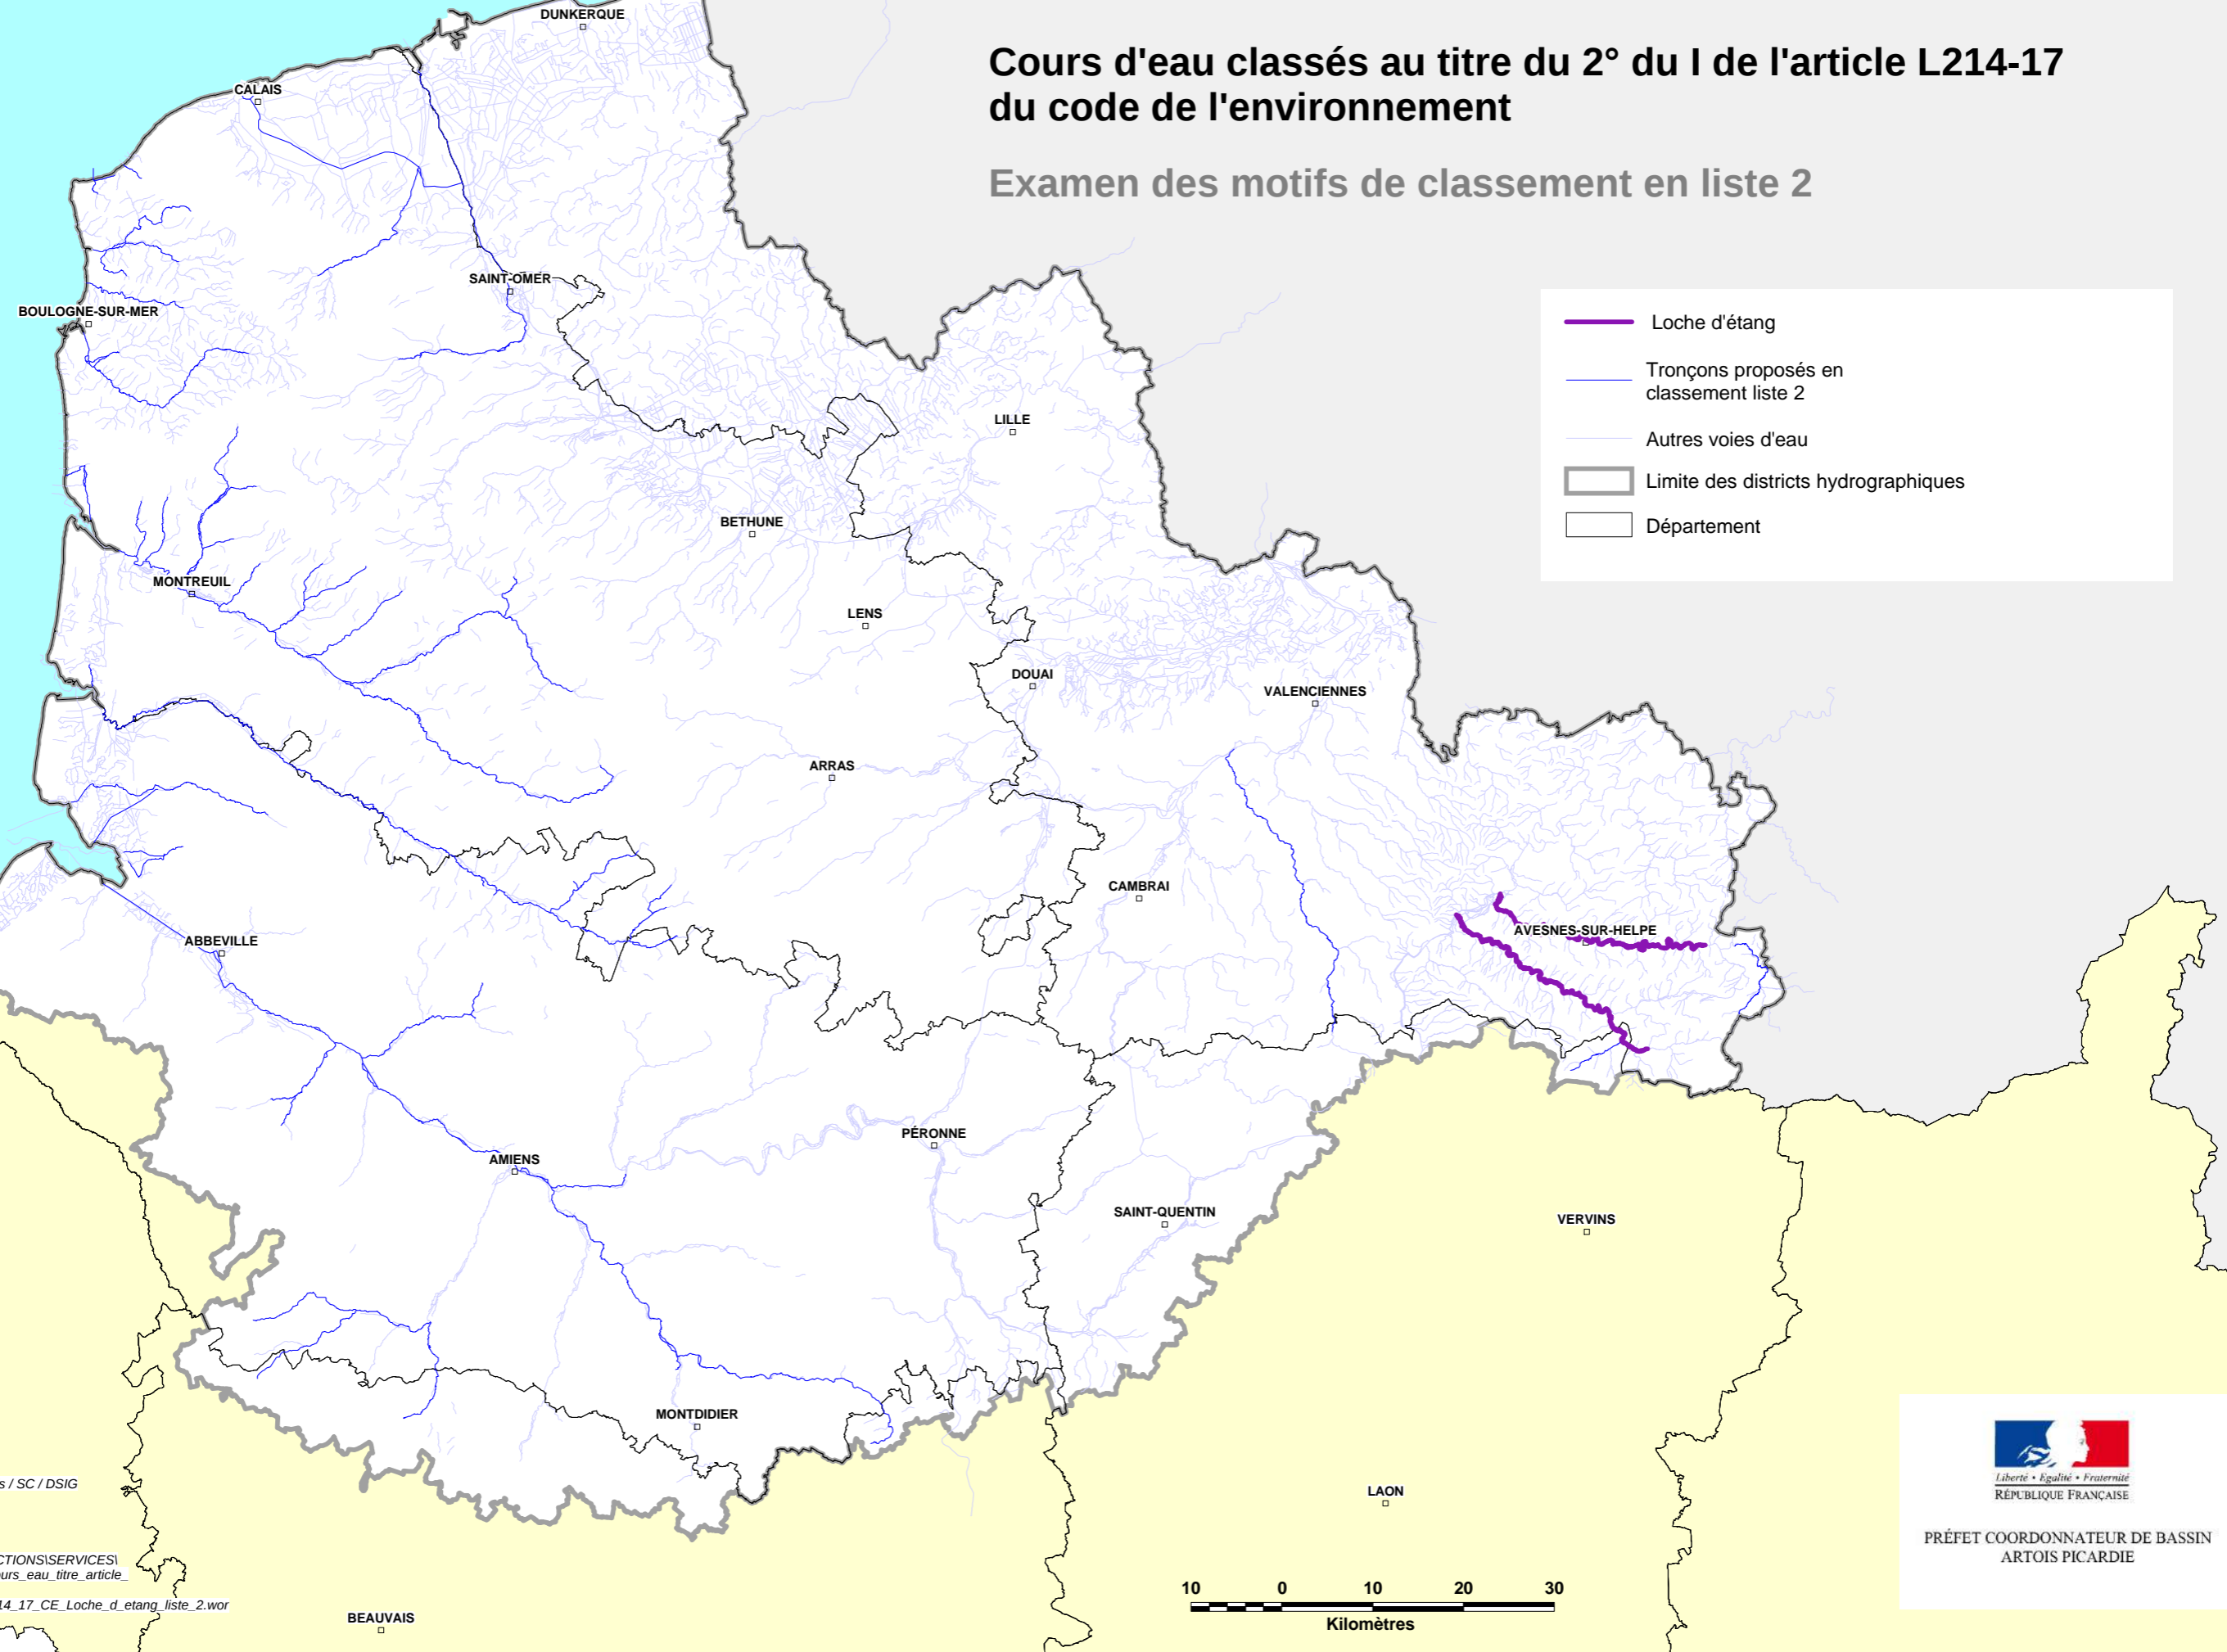 Cours d'eau classés au titre du 2° du I de l'article L214-17
du code de l'environnement
Examen des motifs de classement en liste 2
Loche d'étang
Tronçons proposés en
classement liste 2
Autres voies d'eau
Limite des districts hydrographiques
Département
DUNKERQUE
CALAIS
SAINT-OMER
BOULOGNE-SUR-MER
LILLE
BETHUNE
MONTREUIL
LENS
DOUAI
VALENCIENNES
ARRAS
CAMBRAI
AVESNES-SUR-HELPE
ABBEVILLE
PÉRONNE
AMIENS
SAINT-QUENTIN
VERVINS
MONTDIDIER
LAON
BEAUVAIS
s / SC / DSIG
CTIONS\SERVICES\
urs_eau_titre_article_
14_17_CE_Loche_d_etang_liste_2.wor
10 0 10 20 30
Kilomètres
Liberté • Egalité • Fraternité
RÉPUBLIQUE FRANÇAISE
PRÉFET COORDONNATEUR DE BASSIN
ARTOIS PICARDIE